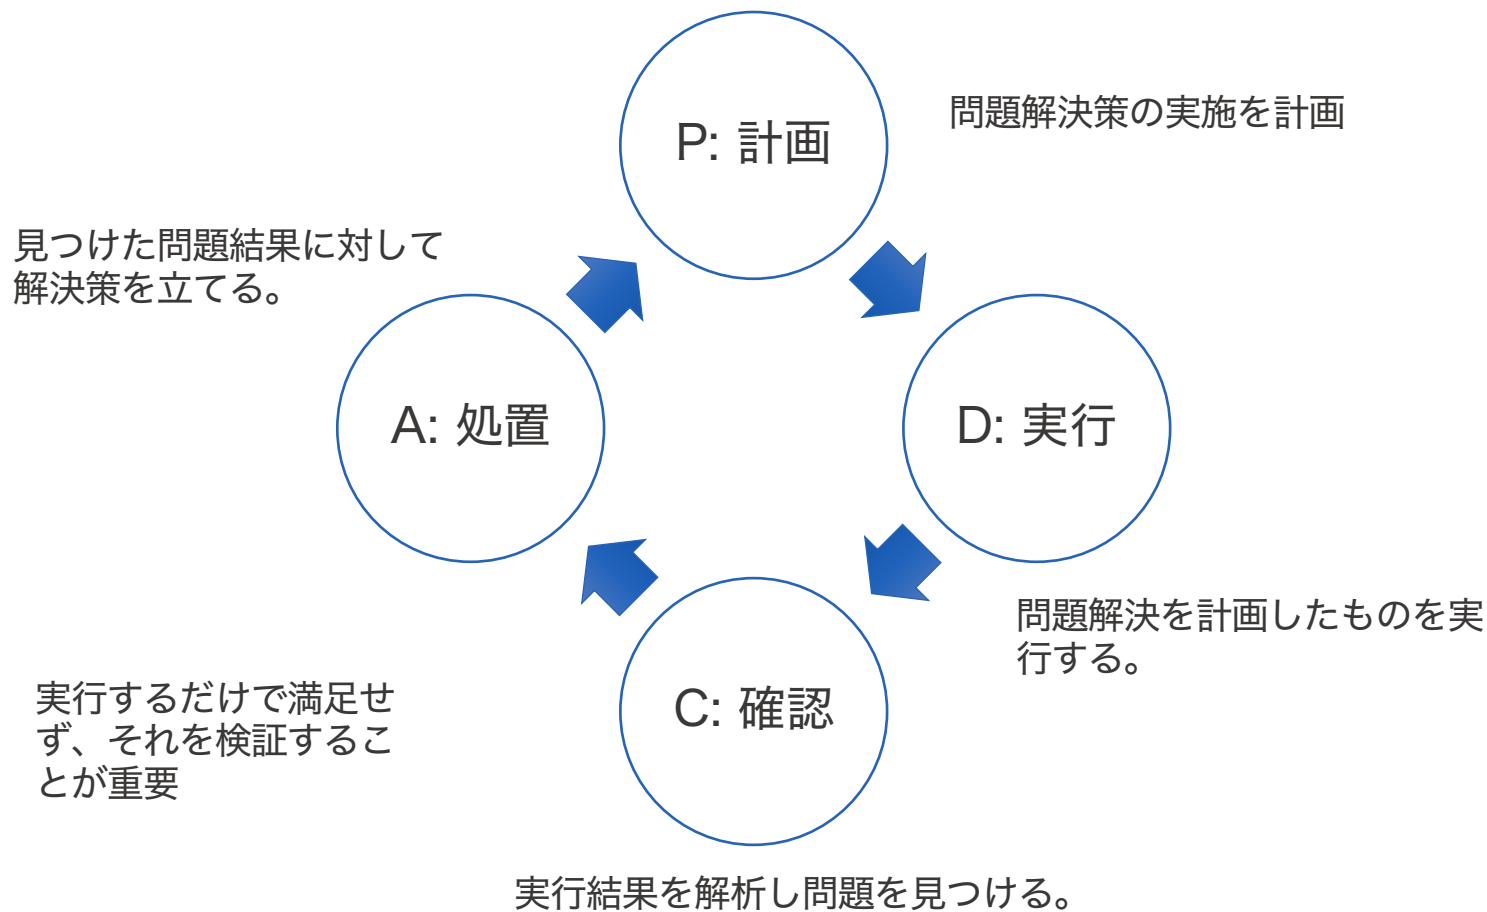 P: 計画
問題解決策の実施を計画
見つけた問題結果に対して
解決策を立てる。
A: 処置
D: 実行
問題解決を計画したものを実
行する。
C: 確認
実行するだけで満足せ
ず、それを検証するこ
とが重要
実行結果を解析し問題を見つける。